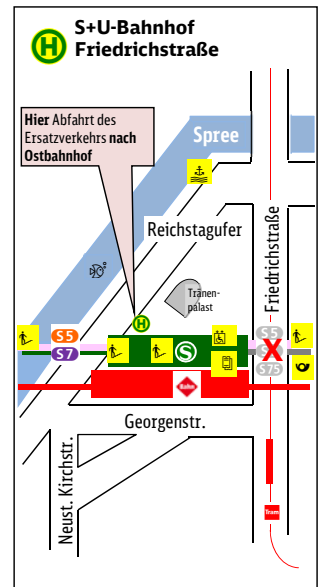 H
S+U-Bahnhof
Friedrichstraße
Hier Abfahrt des
Ersatzverkehrs nach
Ostbahnhof
Spree
Reichstagufer
Friedrichstraße
Tränen-
palast
H
S5
S7
S
S5
S75
Bahn
Georgenstr.
Neust. Kirchstr.
Tram